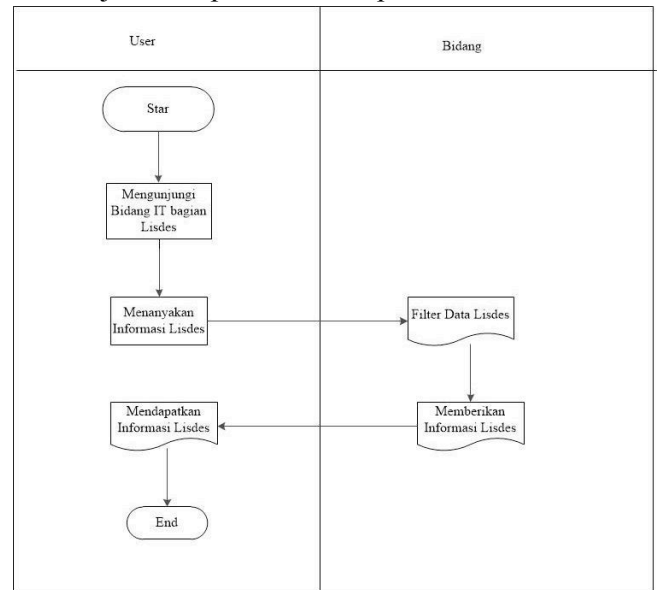 User
Bidang
Star
Mengunjungi
Bidang IT bagian
Lisdes
Menanyakan
Informasi Lisdes
Filter Data Lisdes
Mendapatkan
Informasi Lisdes
Memberikan
Informasi Lisdes
End